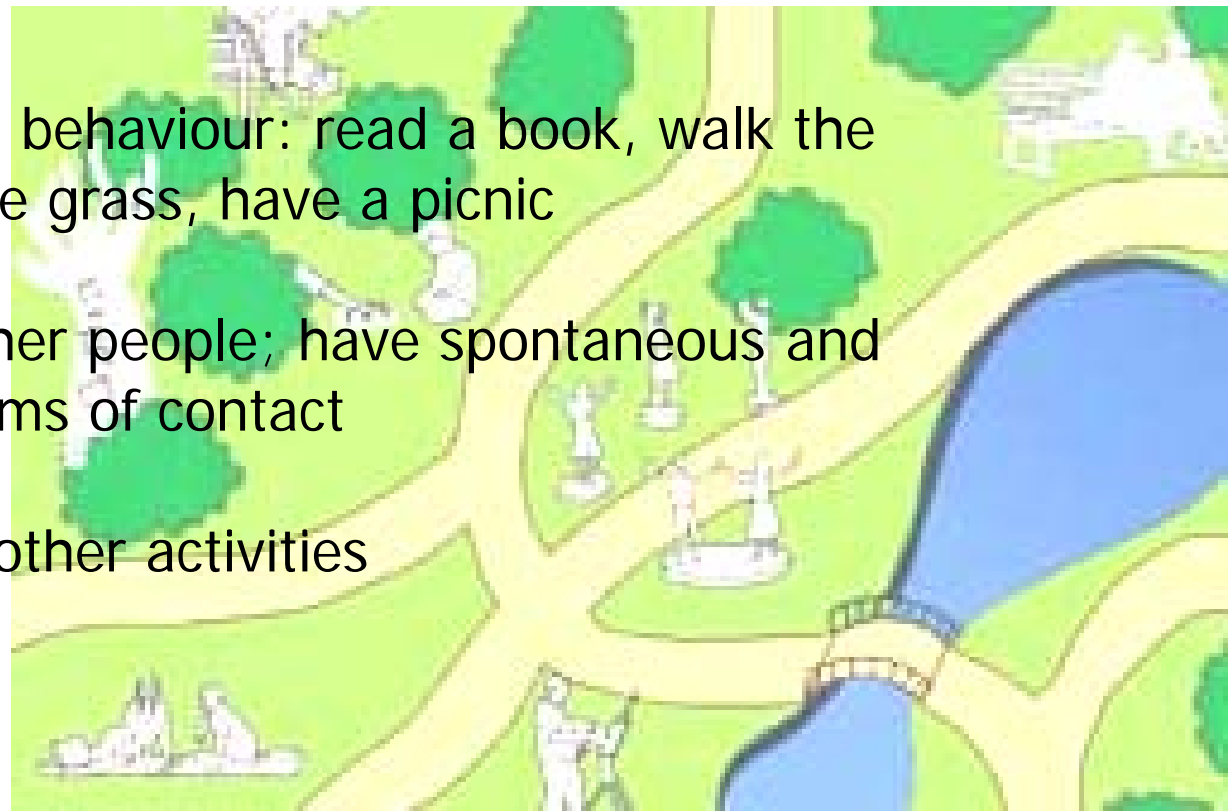 behaviour: read a book, walk the
e grass, have a picnic
her people; have spontaneous and
ms of contact
other activities